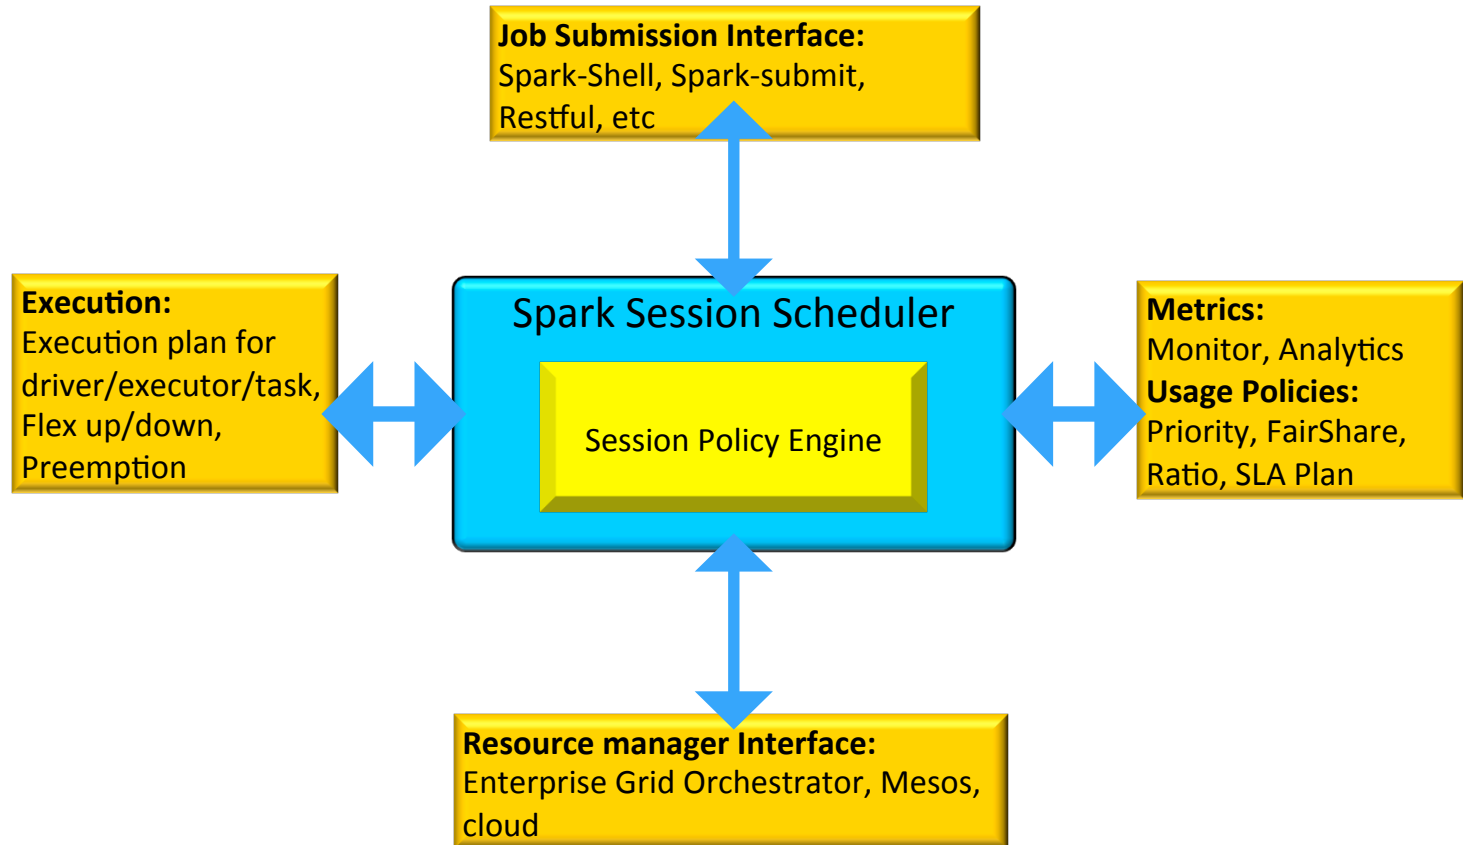 Job Submission Interface:
Spark-Shell, Spark-submit,
Restful, etc
Execution:
Execution plan for
driver/executor/task,
Flex up/down,
Preemption
Spark Session Scheduler
Session Policy Engine
Metrics:
Monitor, Analytics
Usage Policies:
Priority, FairShare,
Ratio, SLA Plan
Resource manager Interface:
Enterprise Grid Orchestrator, Mesos,
cloud